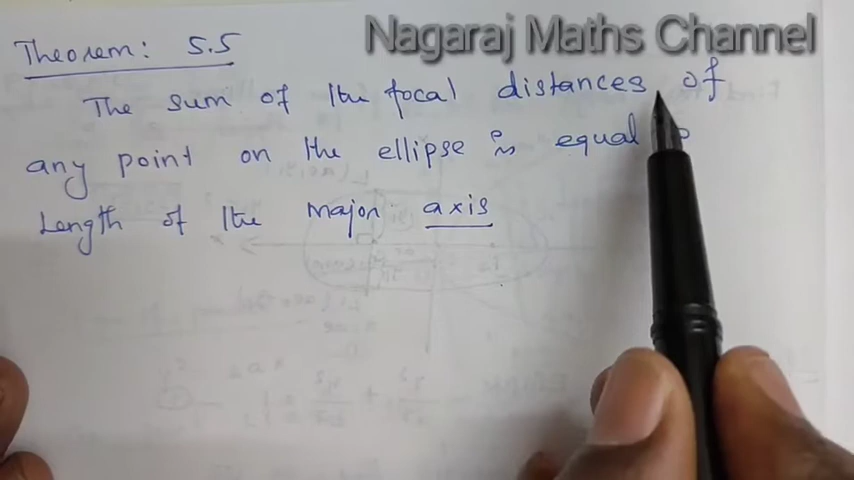 Nagaraj Maths Channel
Theorem: 5.5
The sum of the focal distances of
any point on the ellipse is equal
Length of the major axis